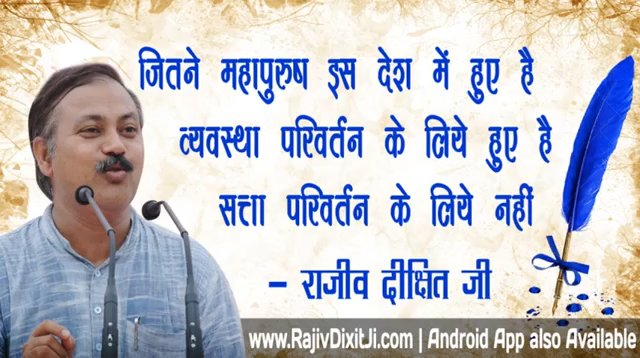 जितने महापुरुष इस देश में हुए है
व्यवस्था परिवर्तन के लिये हुए है
सत्ता परिवर्तन के लिये नहीं
- राजीव दीक्षित जी
www.RajivDixitJi.com | Android App also Available